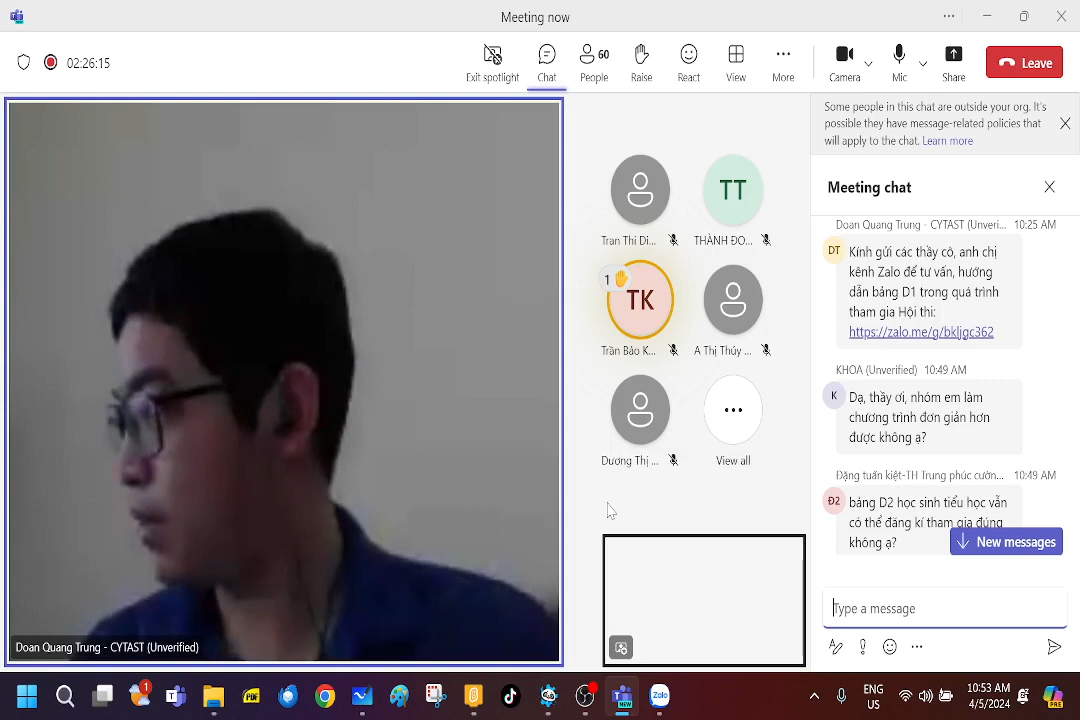 Meeting now
02:26:15
Exit spotlight
Chat
60
People
Raise
React
View
More
Camera
Mic
Share
Leave
Some people in this chat are outside your org. It's
possible they have message-related policies that
will apply to the chat. Learn more
Meeting chat
Doan Quang Trung - CYTAST (Unveri... 10:25 AM
DT
Kính gửi các thầy cô, anh chị
kênh Zalo để tư vấn, hướng
dẫn bảng D1 trong quá trình
tham gia Hội thi:
https://zalo.me/g/bkljgc362
KHOA (Unverified) 10:49 AM
K
Dạ, thầy ơi, nhóm em làm
chương trình đơn giản hơn
được không ạ?
Đặng tuấn kiệt-TH Trung phúc cườn... 10:49 AM
Đ2
bảng D2 học sinh tiểu học vẫn
có thể đăng kí tham gia đúng
không ạ?
New messages
Type a message
Tran Thi Di...
TT
THÀNH ĐO...
1
TK
Trần Bảo K...
A Thị Thúy ...
Dương Thị ...
View all
Doan Quang Trung - CYTAST (Unverified)
1
PDF
NEW
Zalo
ENG
US
10:53 AM
4/5/2024
PRE